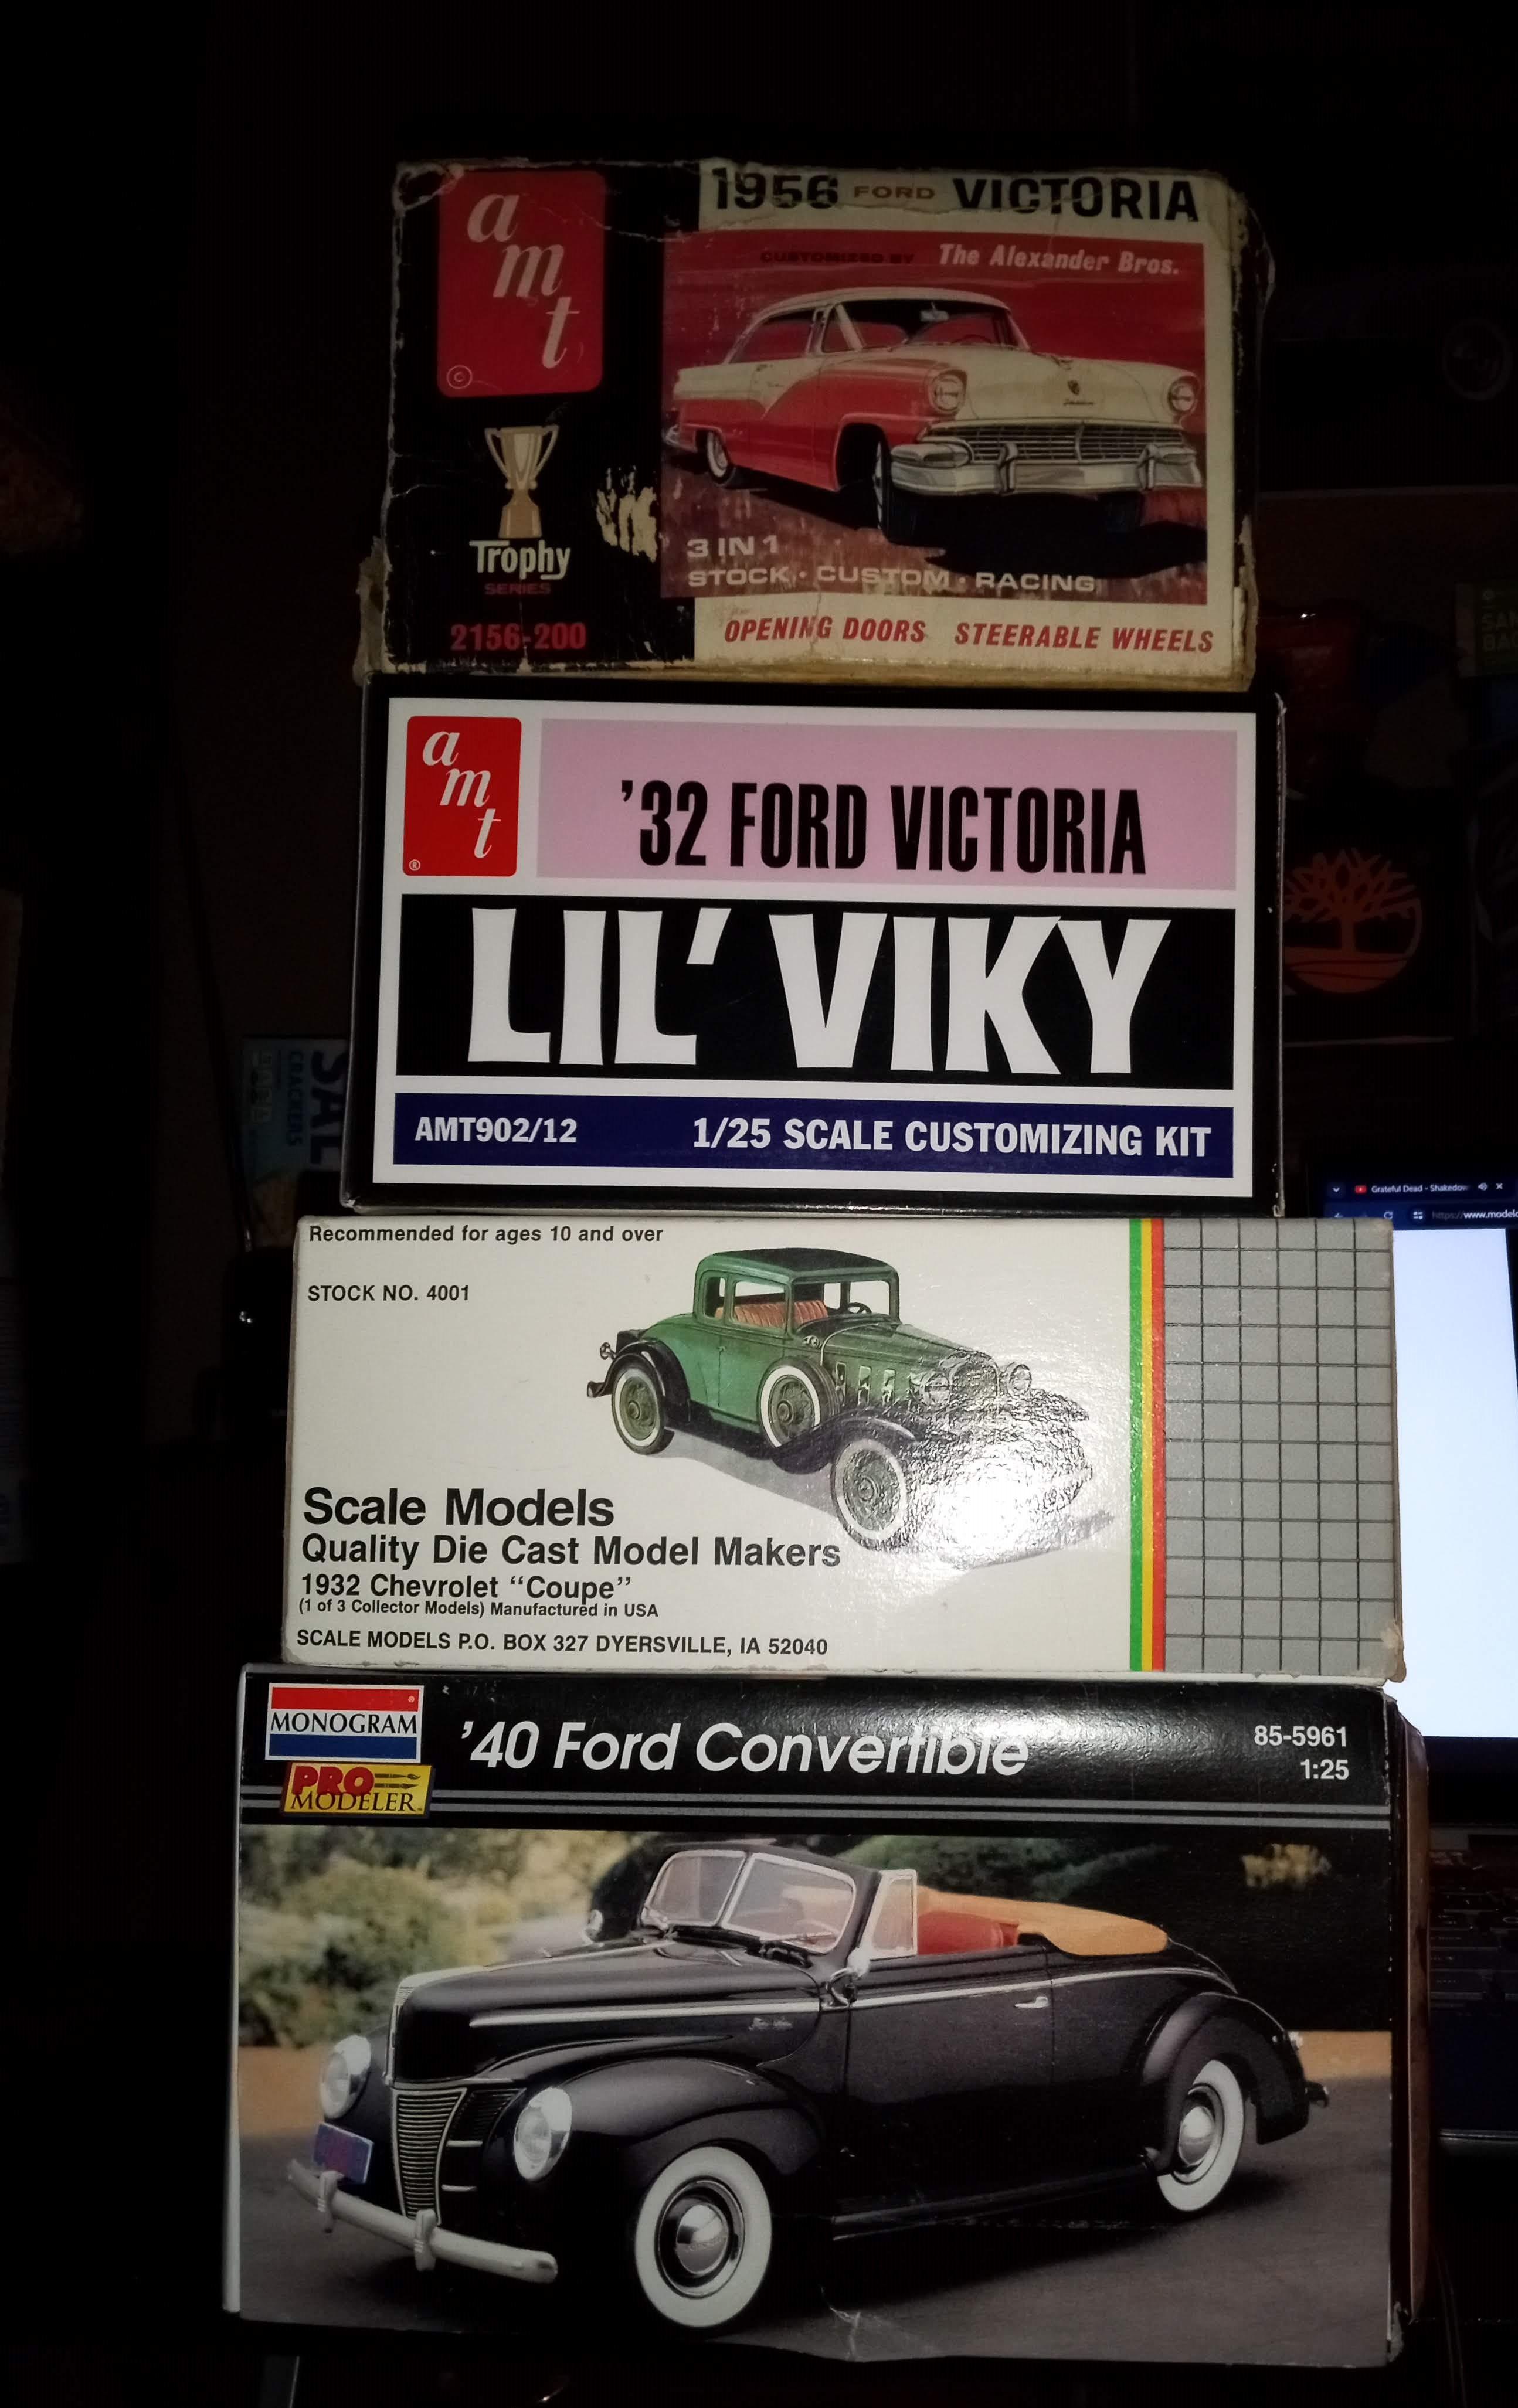 a
m
t
©
1956 FORD VICTORIA
CUSTOMIZED BY The Alexander Bros.
Trophy
SERIES
2156-200
3 IN 1
STOCK · CUSTOM · RACING
OPENING DOORS STEERABLE WHEELS
a
m
t
®
'32 FORD VICTORIA
LIL' VIKY
AMT902/12 1/25 SCALE CUSTOMIZING KIT
CRACKERS
Grateful Dead - Shakedow
https://www.model
Recommended for ages 10 and over
STOCK NO. 4001
Scale Models
Quality Die Cast Model Makers
1932 Chevrolet "Coupe"
(1 of 3 Collector Models) Manufactured in USA
SCALE MODELS P.O. BOX 327 DYERSVILLE, IA 52040
MONOGRAM
PRO
MODELER
'40 Ford Convertible
85-5961
1:25